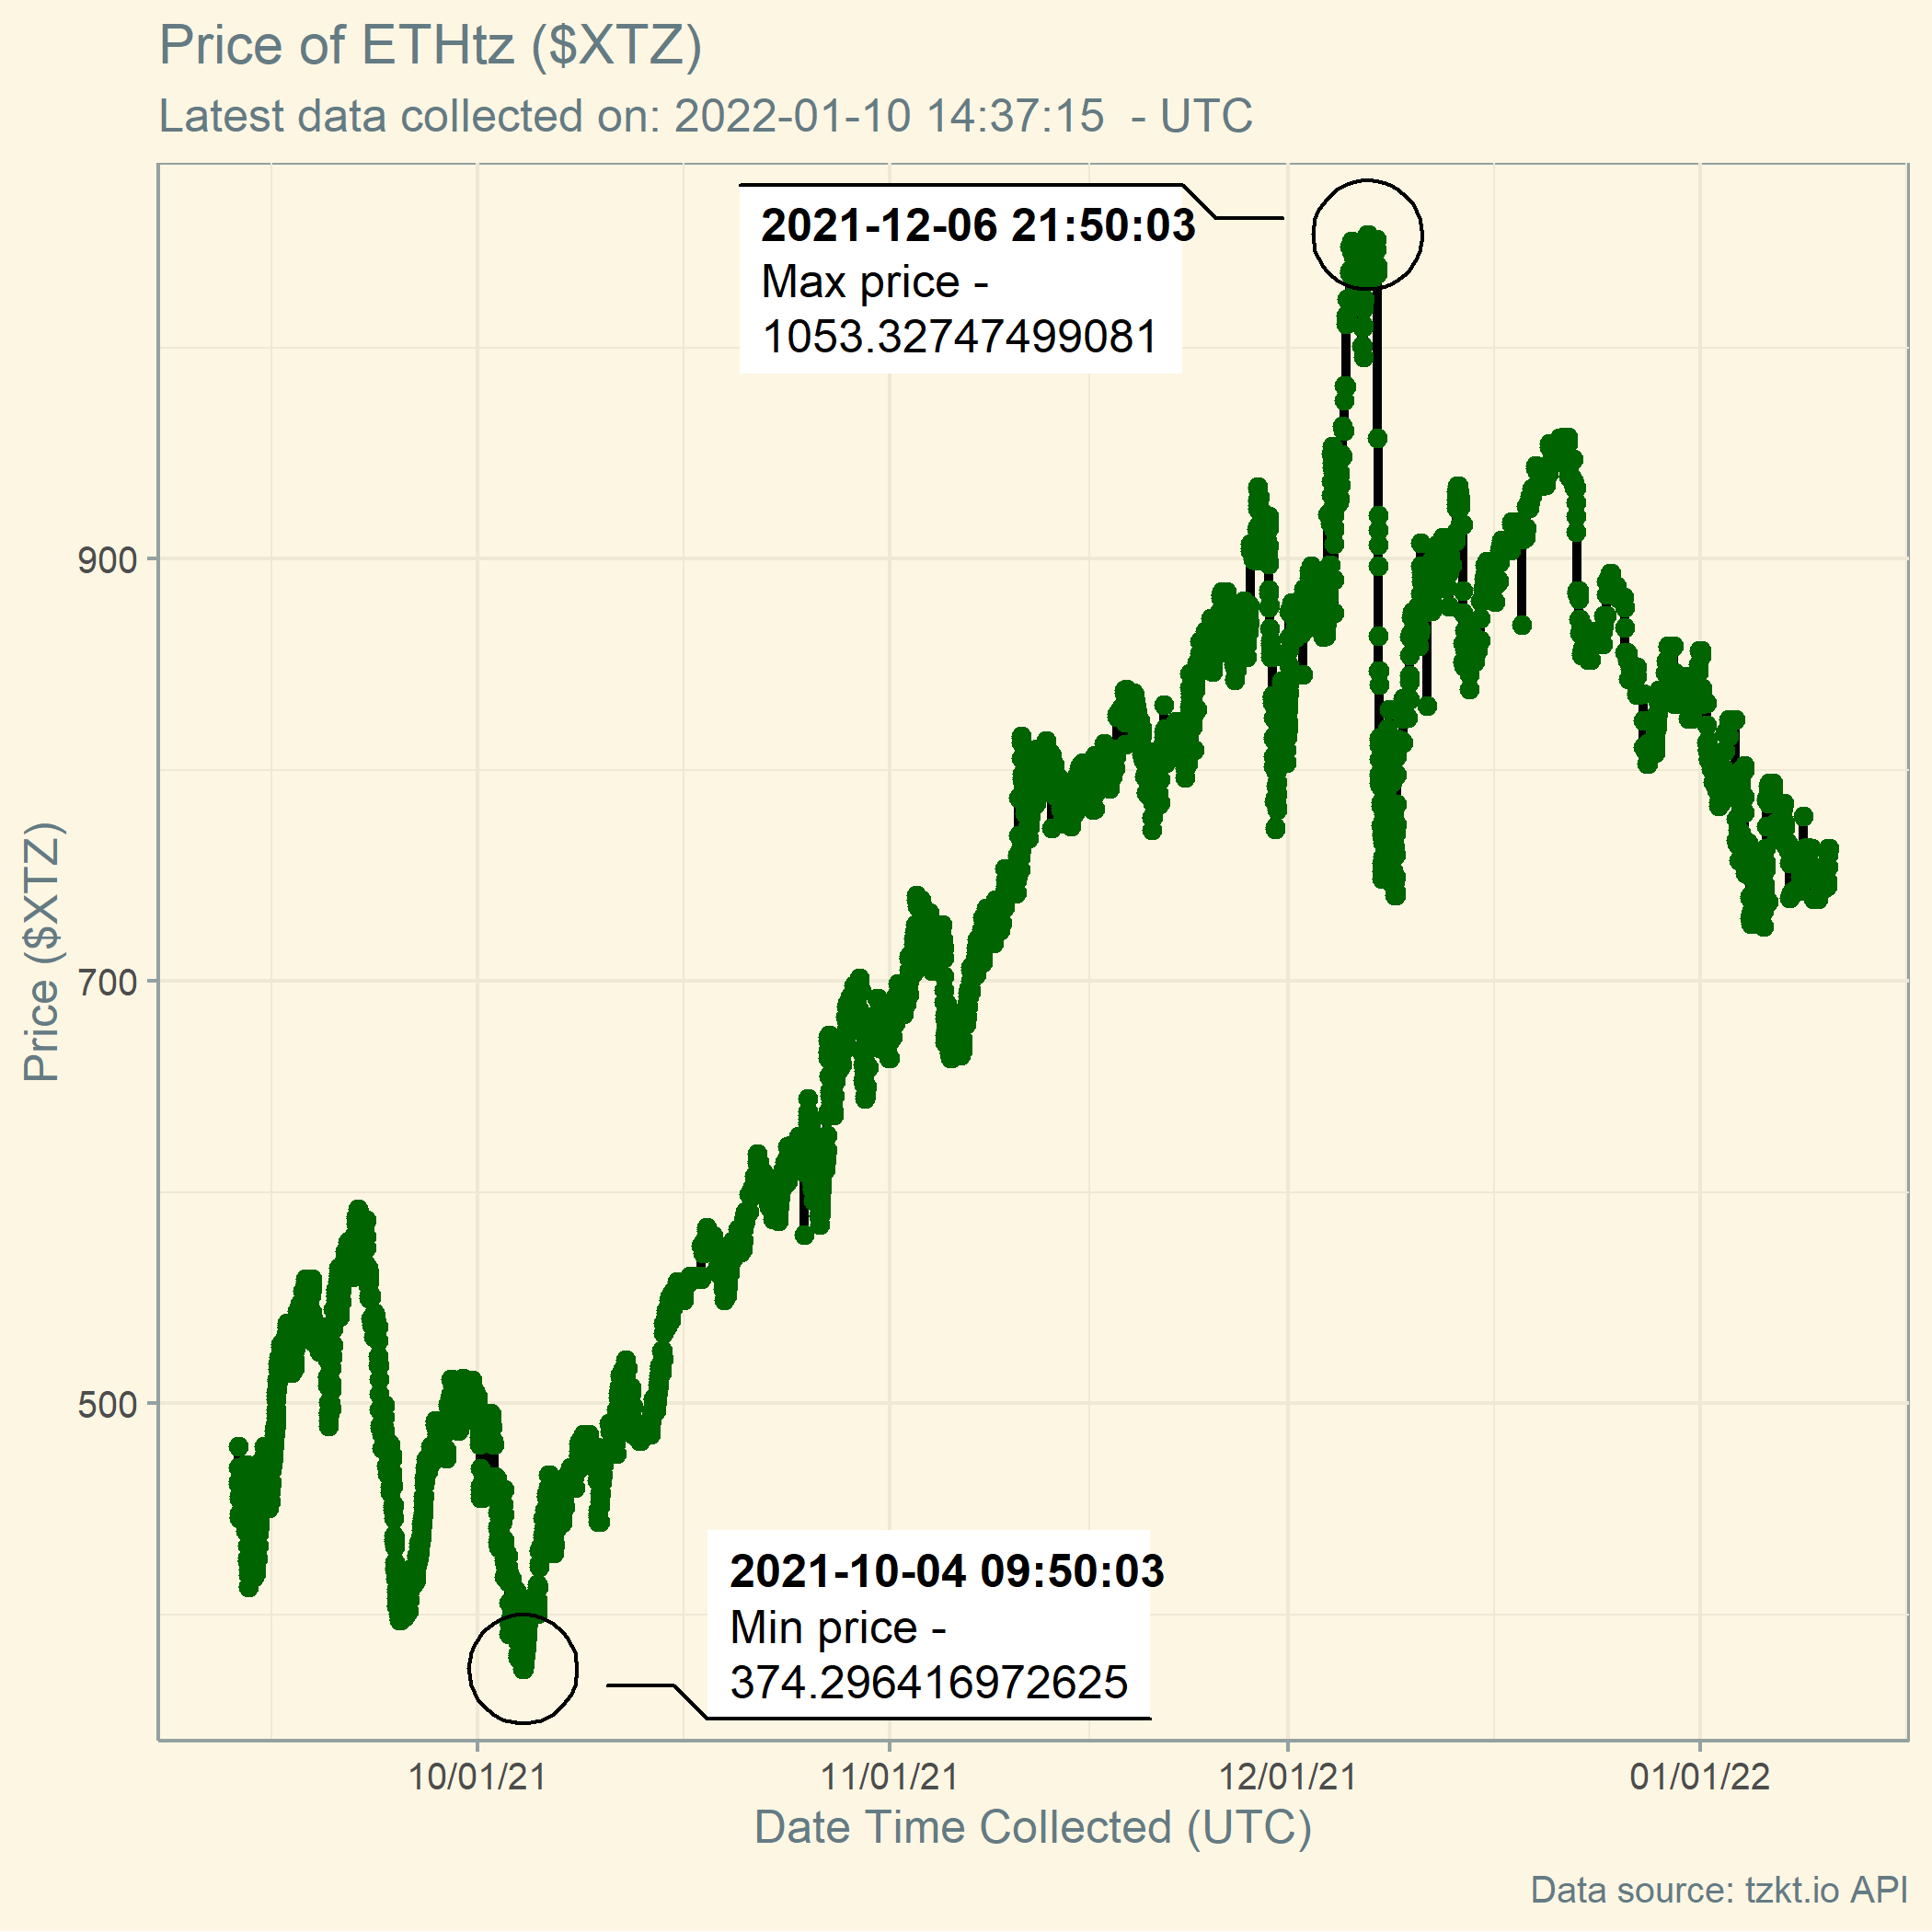 Price of ETHtz ($XTZ)
Latest data collected on: 2022-01-10 14:37:15  - UTC
2021-12-06 21:50:03
Max price -
1053.32747499081
900
700
500
Price ($XTZ)
2021-10-04 09:50:03
Min price -
374.296416972625
10/01/21
11/01/21
12/01/21
01/01/22
Date Time Collected (UTC)
Data source: tzkt.io API